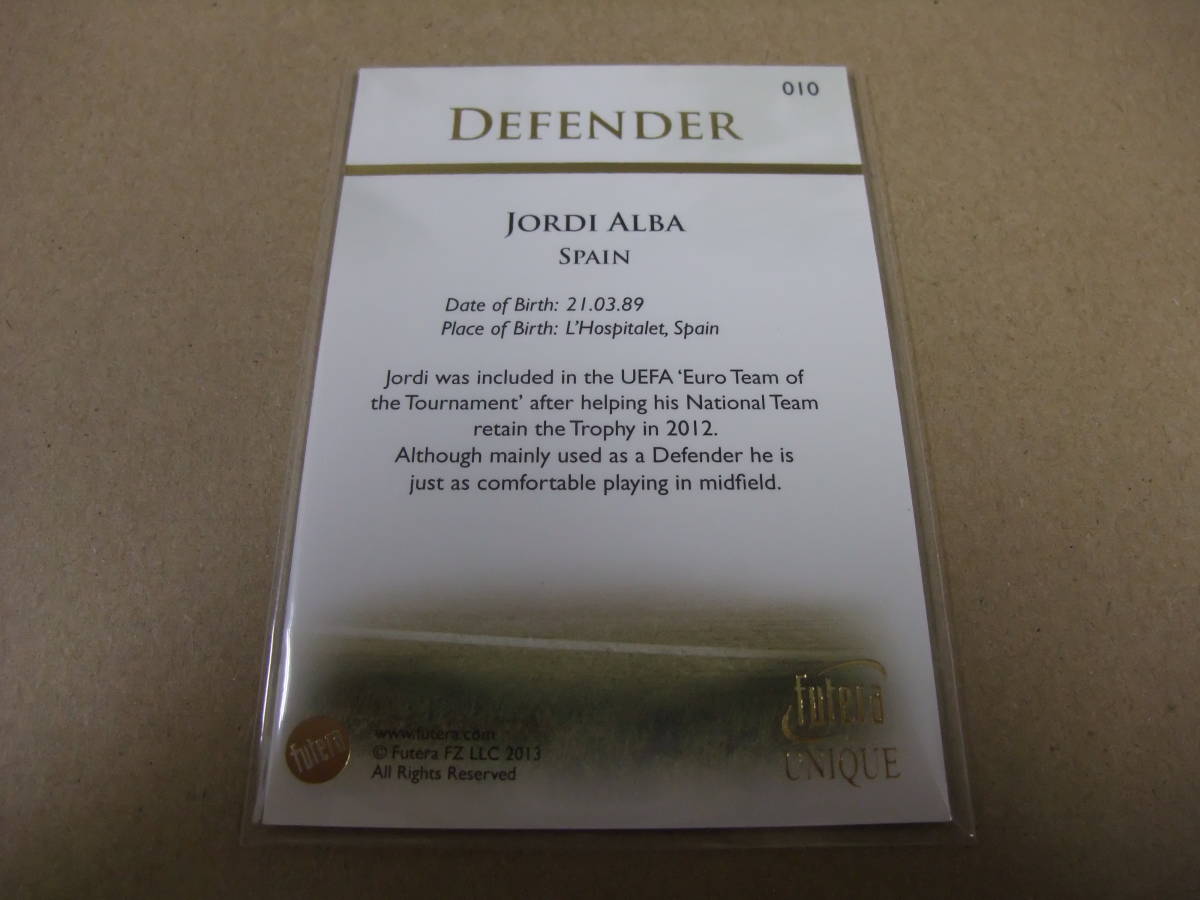 010
DEFENDER
JORDI ALBA
SPAIN
Date of Birth: 21.03.89
Place of Birth: L'Hospitalet, Spain
Jordi was included in the UEFA 'Euro Team of
the Tournament' after helping his National Team
retain the Trophy in 2012.
Although mainly used as a Defender he is
just as comfortable playing in midfield.
futera
www.futera.com
© Futera FZ LLC 2013
All Rights Reserved
futera
UNIQUE